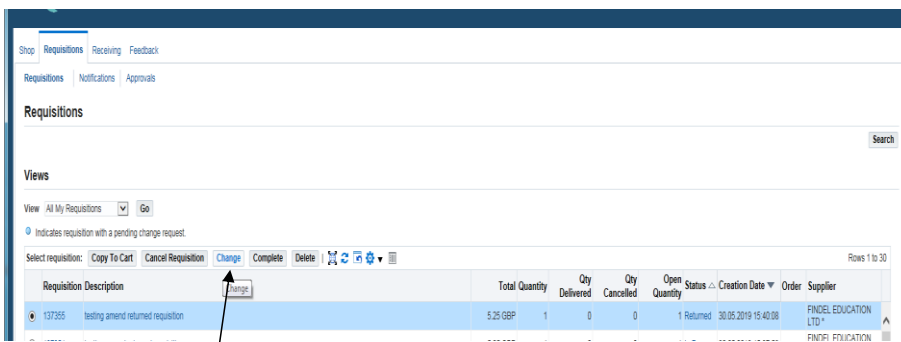 Shop Requisitions Receiving Feedback
Requisitions Notifications Approvals
Requisitions
Search
Views
View All My Requisitions Go
Indicates requisition with a pending change request.
Select requisition: Copy To Cart Cancel Requisition Change Complete Delete Rows 1 to 30
Requisition Description Total Quantity Qty Delivered Qty Cancelled Open Quantity Status Creation Date Order Supplier
Change
137355 testing amend returned requisition 5.25 GBP 1 0 0 1 Returned 30.05.2019 15:40:08 FINDEL EDUCATION LTD *
FINDEL EDUCATION